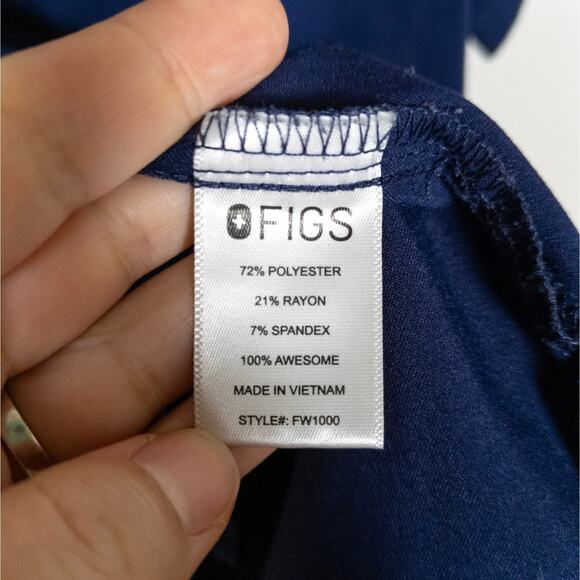 FIGS
72% POLYESTER
21% RAYON
7% SPANDEX
100% AWESOME
MADE IN VIETNAM
STYLE#: FW1000